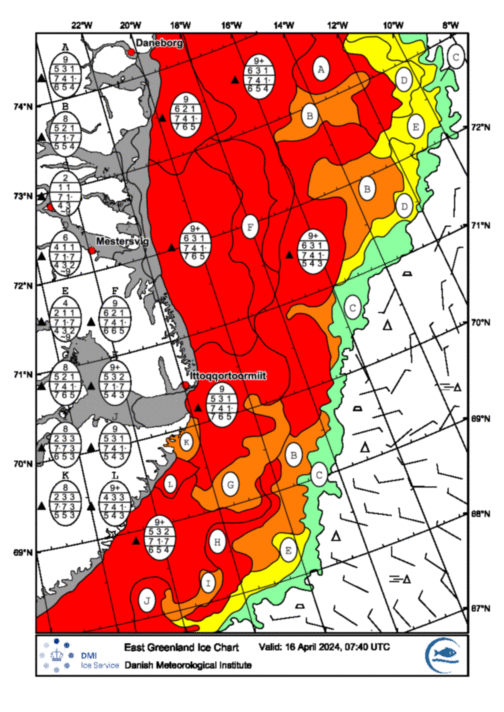 22°W 20°W 18°W 16°W 14°W 12°W 10°W 8°W
Daneborg
A
9
5 3 1
7 4 1·
6 5 4
9+
6 3 1
7 4 1·
6 5 4
A
D
C
74°N
9
6 2 1
7 4 1·
7 6 5
B
B
8
5 2 1
7 1·7
5 5 4
E
72°W
2
1 1
7 1·
B
D
73°N
F
71°W
Mestersvig
6
4 1 1
7 1·7
4 3 2
9+
6 3 1
7 4 1·
7 6 5
9+
6 3 1
7 4 1·
5 4 3
72°N
E
4
2 1 1
7 1·7
4 3 2
F
9
6 2 1
7 4 1·
6 6 5
C
70°W
71°N
8
7 4 1·
7 6 5
9+
5 3 2
7 1·7
5 4 3
Ittoqqortoormiit
9
5 3 1
7 4 1·
7 6 5
69°W
70°N
8
2 3 3
7 7 3
J
9
5 3 1
7 4 1·
5 4 3
K
B
K
8
2 3 3
7 7 3
5 5 3
L
9+
4 3 3
7 4 1·
5 4 3
L
G
C
68°W
69°N
9+
5 3 2
7 1·7
6 5 4
H
E
I
J
67°W
DMI
Ice Service
East Greenland Ice Chart Valid: 16 April 2024, 07:40 UTC
Danish Meteorological Institute